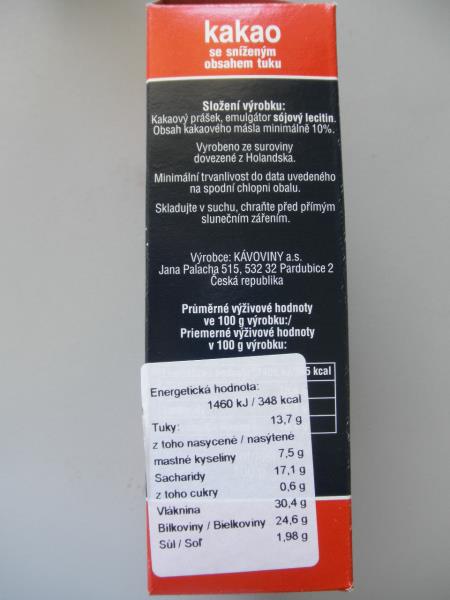 kakao
se sníženým
obsahem tuku
Složení výrobku:
Kakaový prášek, emulgátor sójový lecitin.
Obsah kakaového másla minimálně 10%.
Vyrobeno ze suroviny
dovezené z Holandska.
Minimální trvanlivost do data uvedeného
na spodní chlopni obalu.
Skladujte v suchu, chraňte před přímým
slunečním zářením.
Výrobce: KÁVOVINY a.s.
Jana Palacha 515, 532 32 Pardubice 2
Česká republika
Průměrné výživové hodnoty
ve 100 g výrobku:/
Priemerné výživové hodnoty
v 100 g výrobku:
5 kcal
Energetická hodnota:
1460 kJ / 348 kcal
Tuky: 13,7 g
z toho nasycené / nasýtené
mastné kyseliny 7,5 g
Sacharidy 17,1 g
z toho cukry 0,6 g
Vláknina 30,4 g
Bílkoviny / Bielkoviny 24,6 g
Sůl / Soľ 1,98 g